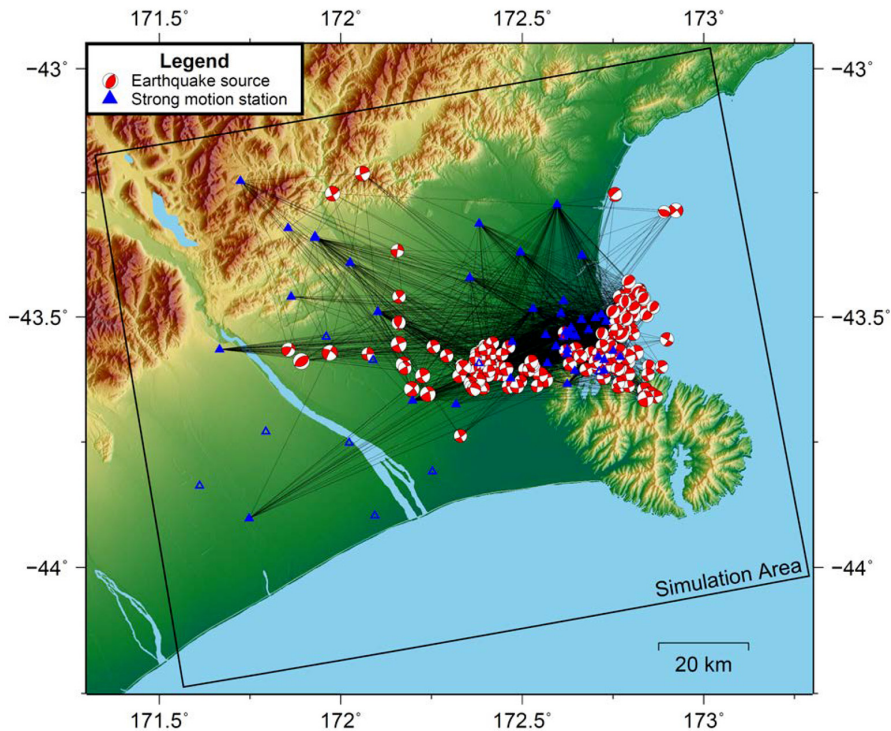 171.5° 172° 172.5° 173°
Legend
Earthquake source
Strong motion station
−43° −43°
−43.5° −43.5°
−44° −44°
Simulation Area
20 km
171.5° 172° 172.5° 173°